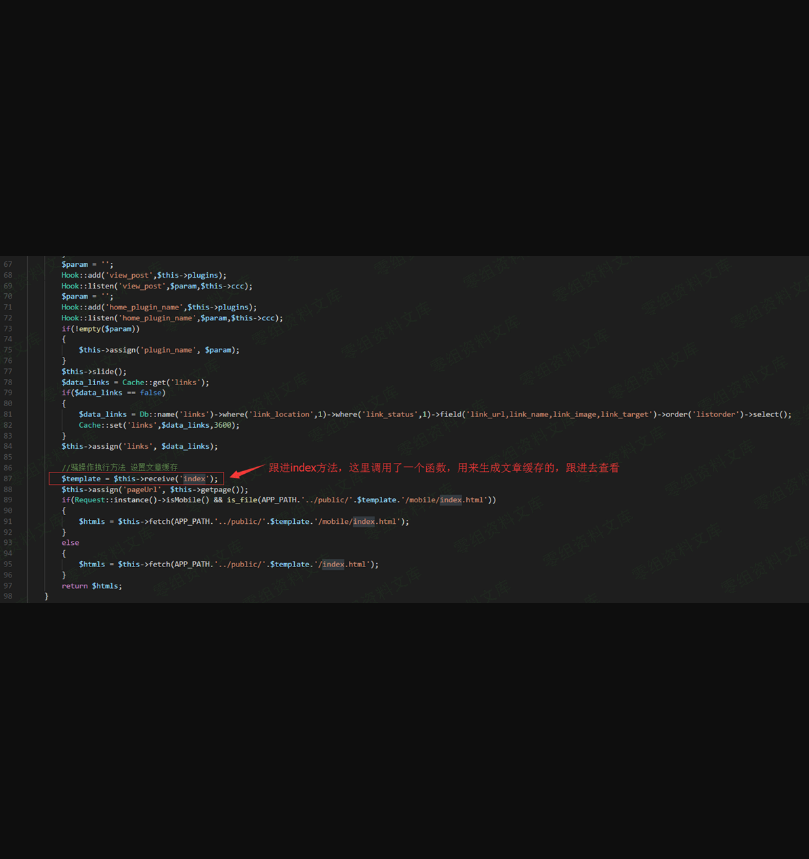 67 $param = '';
68 Hook::add('view_post',$this->plugins);
69 Hook::listen('view_post',$param,$this->ccc);
70 $param = '';
71 Hook::add('home_plugin_name',$this->plugins);
72 Hook::listen('home_plugin_name',$param,$this->ccc);
73 if(!empty($param))
74 {
75 $this->assign('plugin_name', $param);
76 }
77 $this->slide();
78 $data_links = Cache::get('links');
79 if($data_links == false)
80 {
81 $data_links = Db::name('links')->where('link_location',1)->where('link_status',1)->field('link_url,link_name,link_image,link_target')->order('listorder')->select();
82 Cache::set('links',$data_links,3600);
83 }
84 $this->assign('links', $data_links);
85
86 //漏操作执行方法 设置文章缓存
87 $template = $this->receive('index'); 跟进index方法，这里调用了一个函数，用来生成文章缓存的，跟进去查看
88 $this->assign('pageUrl', $this->getpage());
89 if(Request::instance()->isMobile() && is_file(APP_PATH.'../public/'.$template.'/mobile/index.html'))
90 {
91 $htmls = $this->fetch(APP_PATH.'../public/'.$template.'/mobile/index.html');
92 }
93 else
94 {
95 $htmls = $this->fetch(APP_PATH.'../public/'.$template.'/index.html');
96 }
97 return $htmls;
98 }